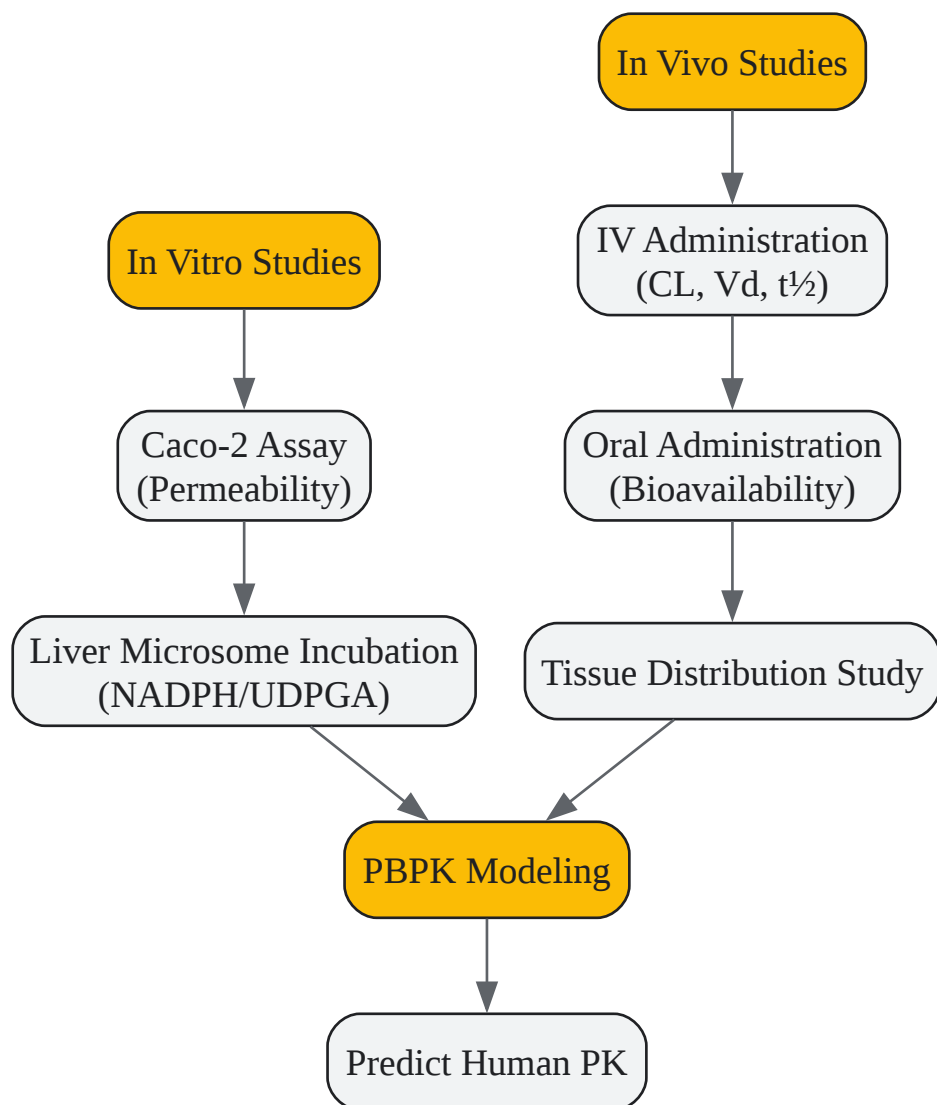 In Vivo Studies
IV Administration
(CL, Vd, t½)
In Vitro Studies
Caco-2 Assay
(Permeability)
Oral Administration
(Bioavailability)
Liver Microsome Incubation
(NADPH/UDPGA)
Tissue Distribution Study
PBPK Modeling
Predict Human PK